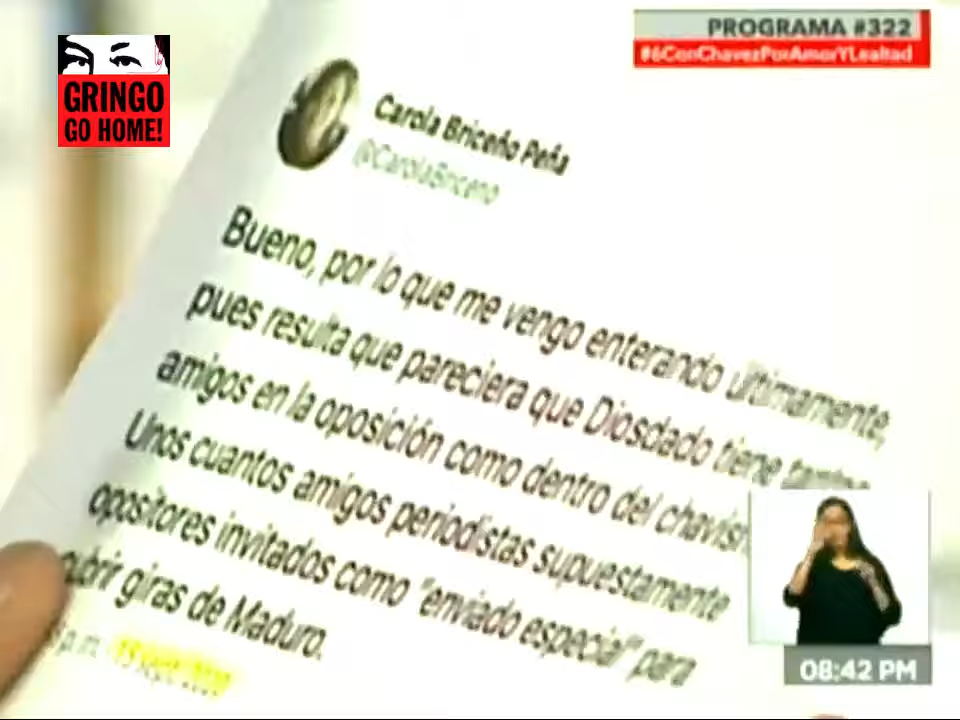 PROGRAMA #322
#6ConChavezPorAmorYLealtad
GRINGO
GO HOME!
Carola Briceño Peña
@CarolaBriceno
Bueno, por lo que me vengo enterando últimamente,
pues resulta que pareciera que Diosdado tiene
amigos en la oposición como dentro del
Unos cuantos amigos periodistas supuestamente
opositores invitados como "enviado especial" para
giras de Maduro.
08:42 PM